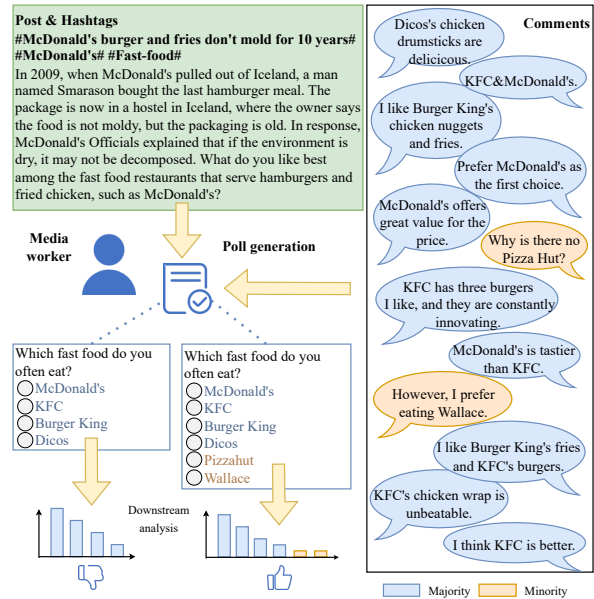 Post & Hashtags
#McDonald's burger and fries don't mold for 10 years#
#McDonald's# #Fast-food#
In 2009, when McDonald's pulled out of Iceland, a man
named Smarason bought the last hamburger meal. The
package is now in a hostel in Iceland, where the owner says
the food is not moldy, but the packaging is old. In response,
McDonald's Officials explained that if the environment is
dry, it may not be decomposed. What do you like best
among the fast food restaurants that serve hamburgers and
fried chicken, such as McDonald's?
Media
worker
Poll generation
Which fast food do you
often eat?
McDonald's
KFC
Burger King
Dicos
Which fast food do you
often eat?
McDonald's
KFC
Burger King
Dicos
Pizzahut
Wallace
Downstream
analysis
Comments
Dicos's chicken
drumsticks are
delicicous.
KFC&McDonald's.
I like Burger King's
chicken nuggets
and fries.
Prefer McDonald's as
the first choice.
McDonald's offers
great value for the
price.
Why is there no
Pizza Hut?
KFC has three burgers
I like, and they are constantly
innovating.
McDonald's is tastier
than KFC.
However, I prefer
eating Wallace.
I like Burger King's fries
and KFC's burgers.
KFC's chicken wrap is
unbeatable.
I think KFC is better.
Majority
Minority